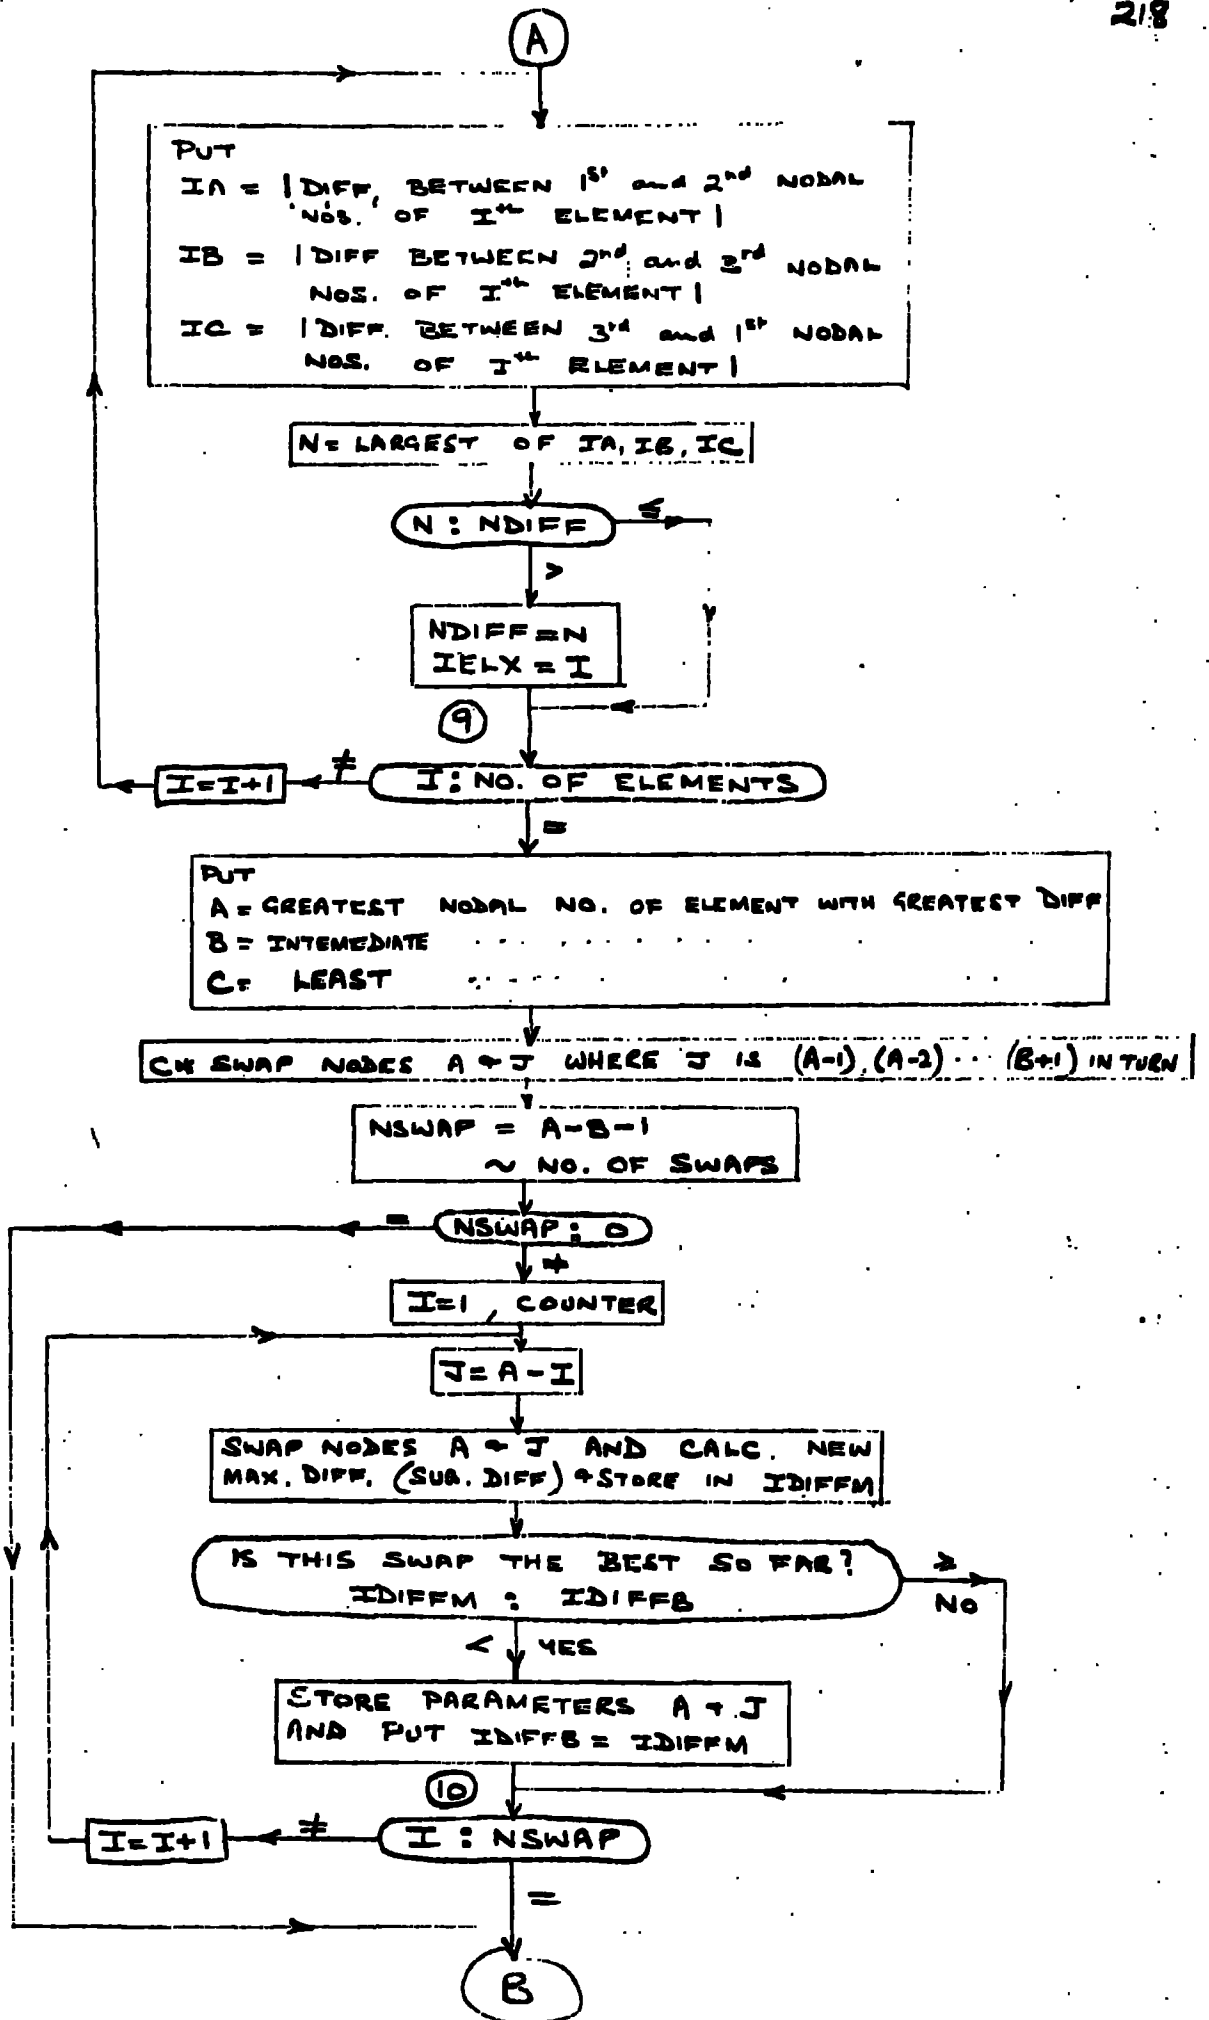 218
A
PUT
IA = | DIFF. BETWEEN 1st and 2nd NODAL
NOS. OF Ith ELEMENT |
IB = | DIFF BETWEEN 2nd and 3rd NODAL
NOS. OF Ith ELEMENT |
IC = | DIFF. BETWEEN 3rd and 1st NODAL
NOS. OF Ith ELEMENT |
N = LARGEST OF IA, IB, IC
N : NDIFF ≤
>
NDIFF = N
IELX = I
9
I = I+1 ≠ I : NO. OF ELEMENTS
=
PUT
A = GREATEST NODAL NO. OF ELEMENT WITH GREATEST DIFF
B = INTEMEDIATE . . . . . . . . .
C = LEAST . . . . . . . .
SWAP NODES A & J WHERE J IS (A-1), (A-2) ... (B+1) IN TURN
NSWAP = A-B-1
~ NO. OF SWAPS
= NSWAP : 0
≠
I=1, COUNTER
J = A - I
SWAP NODES A & J AND CALC. NEW
MAX. DIFF. (SUB. DIFF) & STORE IN IDIFFM
IS THIS SWAP THE BEST SO FAR? ≥
IDIFFM : IDIFFB NO
< YES
STORE PARAMETERS A & J
AND PUT IDIFFB = IDIFFM
10
I = I+1 ≠ I : NSWAP
=
B